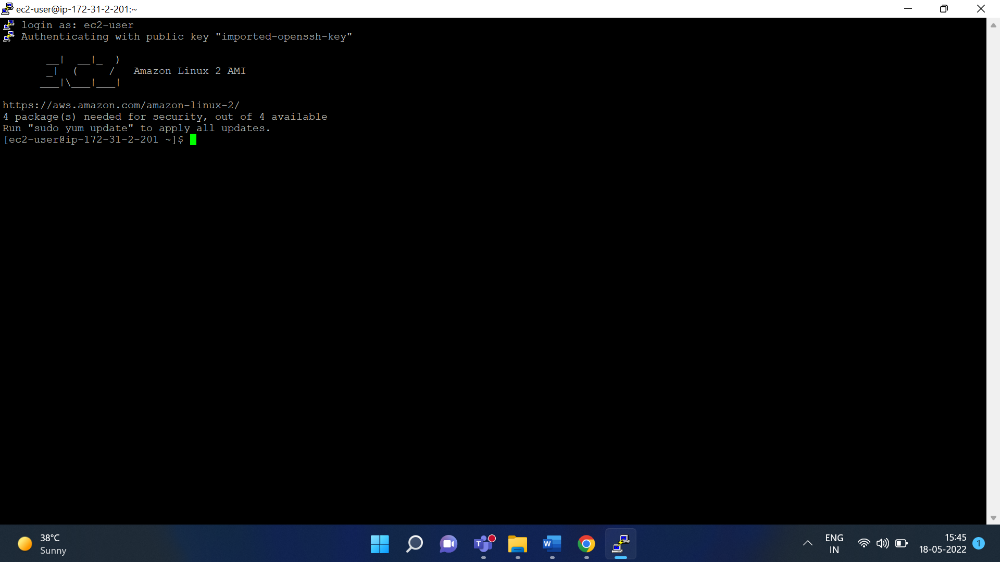 ec2-user@ip-172-31-2-201:~
login as: ec2-user
Authenticating with public key "imported-openssh-key"
       __|  __|_  )
       _|  (     /   Amazon Linux 2 AMI
      ___|\___|___|
https://aws.amazon.com/amazon-linux-2/
4 package(s) needed for security, out of 4 available
Run "sudo yum update" to apply all updates.
[ec2-user@ip-172-31-2-201 ~]$
38°C
Sunny
T
W
ENG
IN
15:45
18-05-2022
1